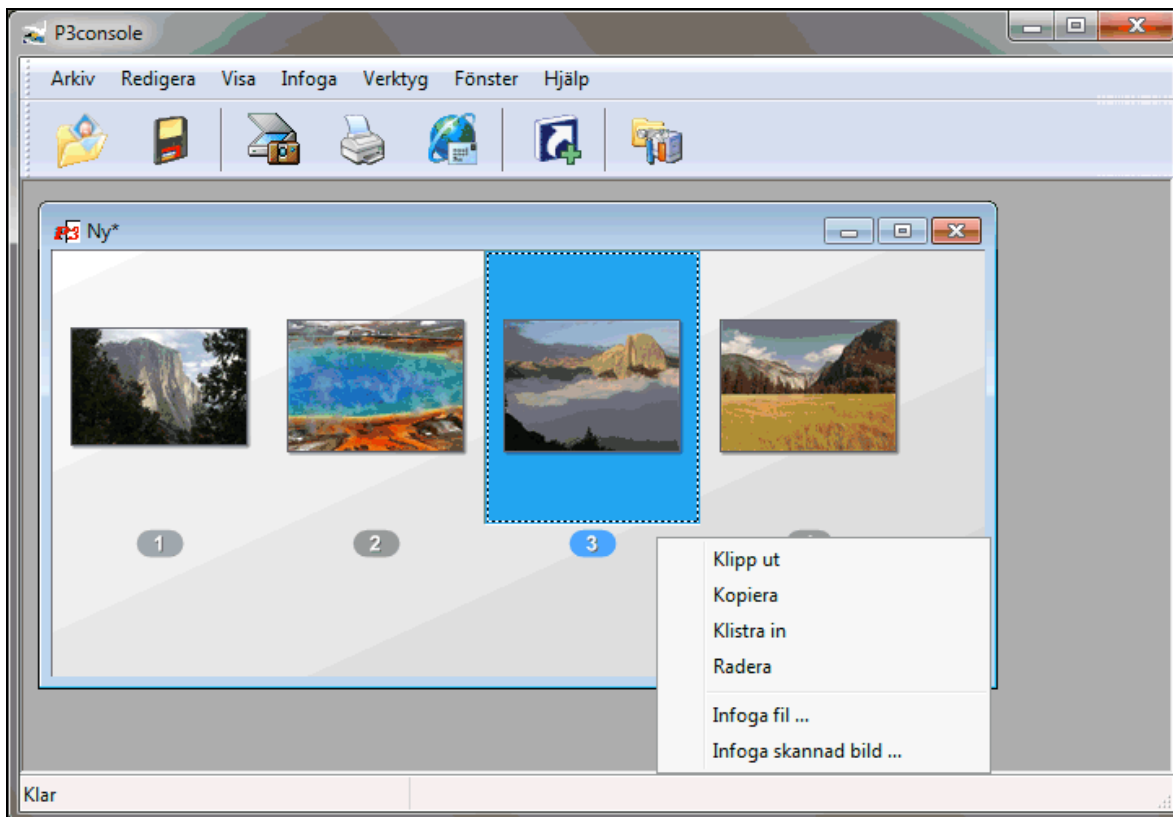 P3console
Arkiv Redigera Visa Infoga Verktyg Fönster Hjälp
P3 Ny*
1 2 3
Klipp ut
Kopiera
Klistra in
Radera
Infoga fil ...
Infoga skannad bild ...
Klar